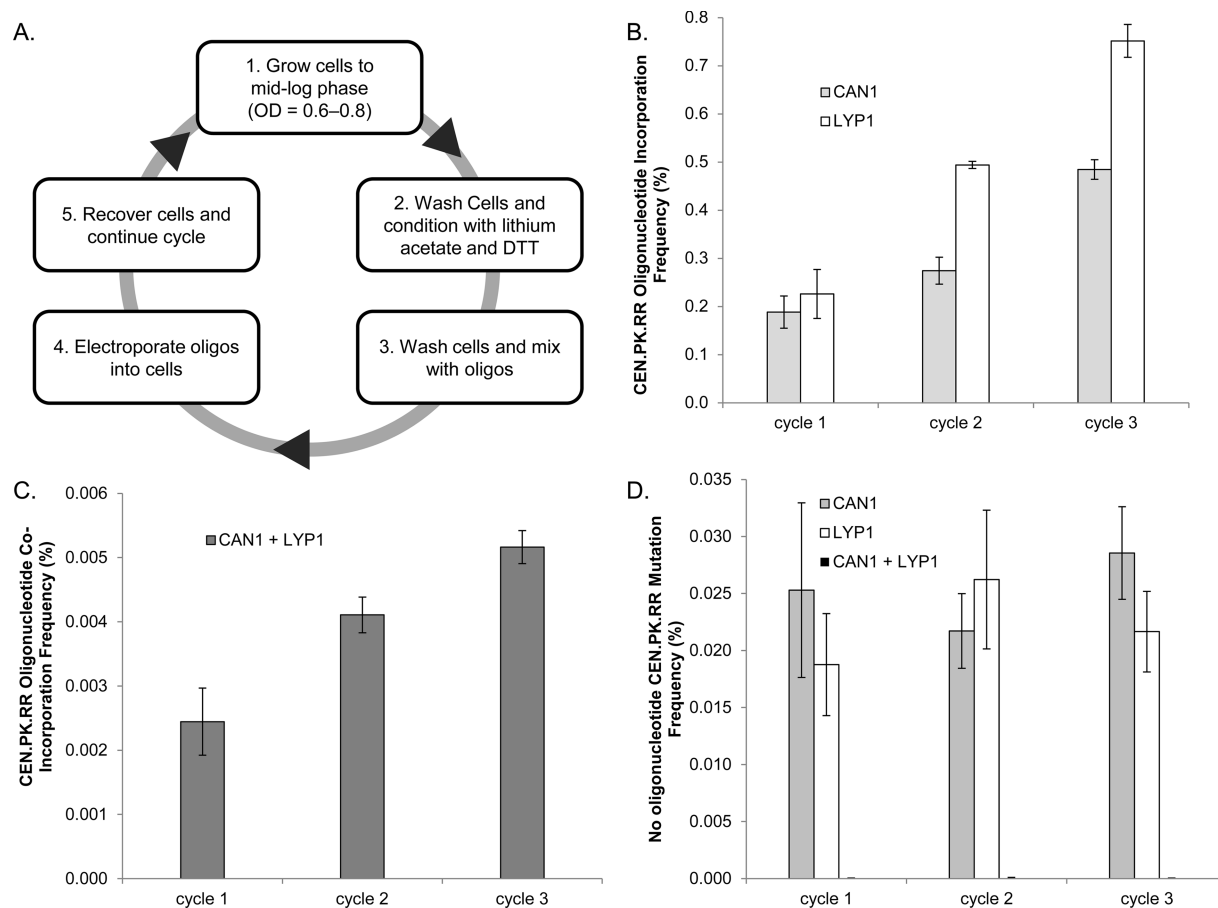 A.
1. Grow cells to
mid-log phase
(OD = 0.6–0.8)
2. Wash Cells and
condition with lithium
acetate and DTT
3. Wash cells and mix
with oligos
4. Electroporate oligos
into cells
5. Recover cells and
continue cycle
B.
CEN.PK.RR Oligonucleotide Incorporation
Frequency (%)
0.8
0.7
0.6
0.5
0.4
0.3
0.2
0.1
0.0
CAN1
LYP1
cycle 1
cycle 2
cycle 3
C.
CEN.PK.RR Oligonucleotide Co-
Incorporation Frequency (%)
0.006
0.005
0.004
0.003
0.002
0.001
0.000
CAN1 + LYP1
cycle 1
cycle 2
cycle 3
D.
No oligonucleotide CEN.PK.RR Mutation
Frequency (%)
0.035
0.030
0.025
0.020
0.015
0.010
0.005
0.000
CAN1
LYP1
CAN1 + LYP1
cycle 1
cycle 2
cycle 3